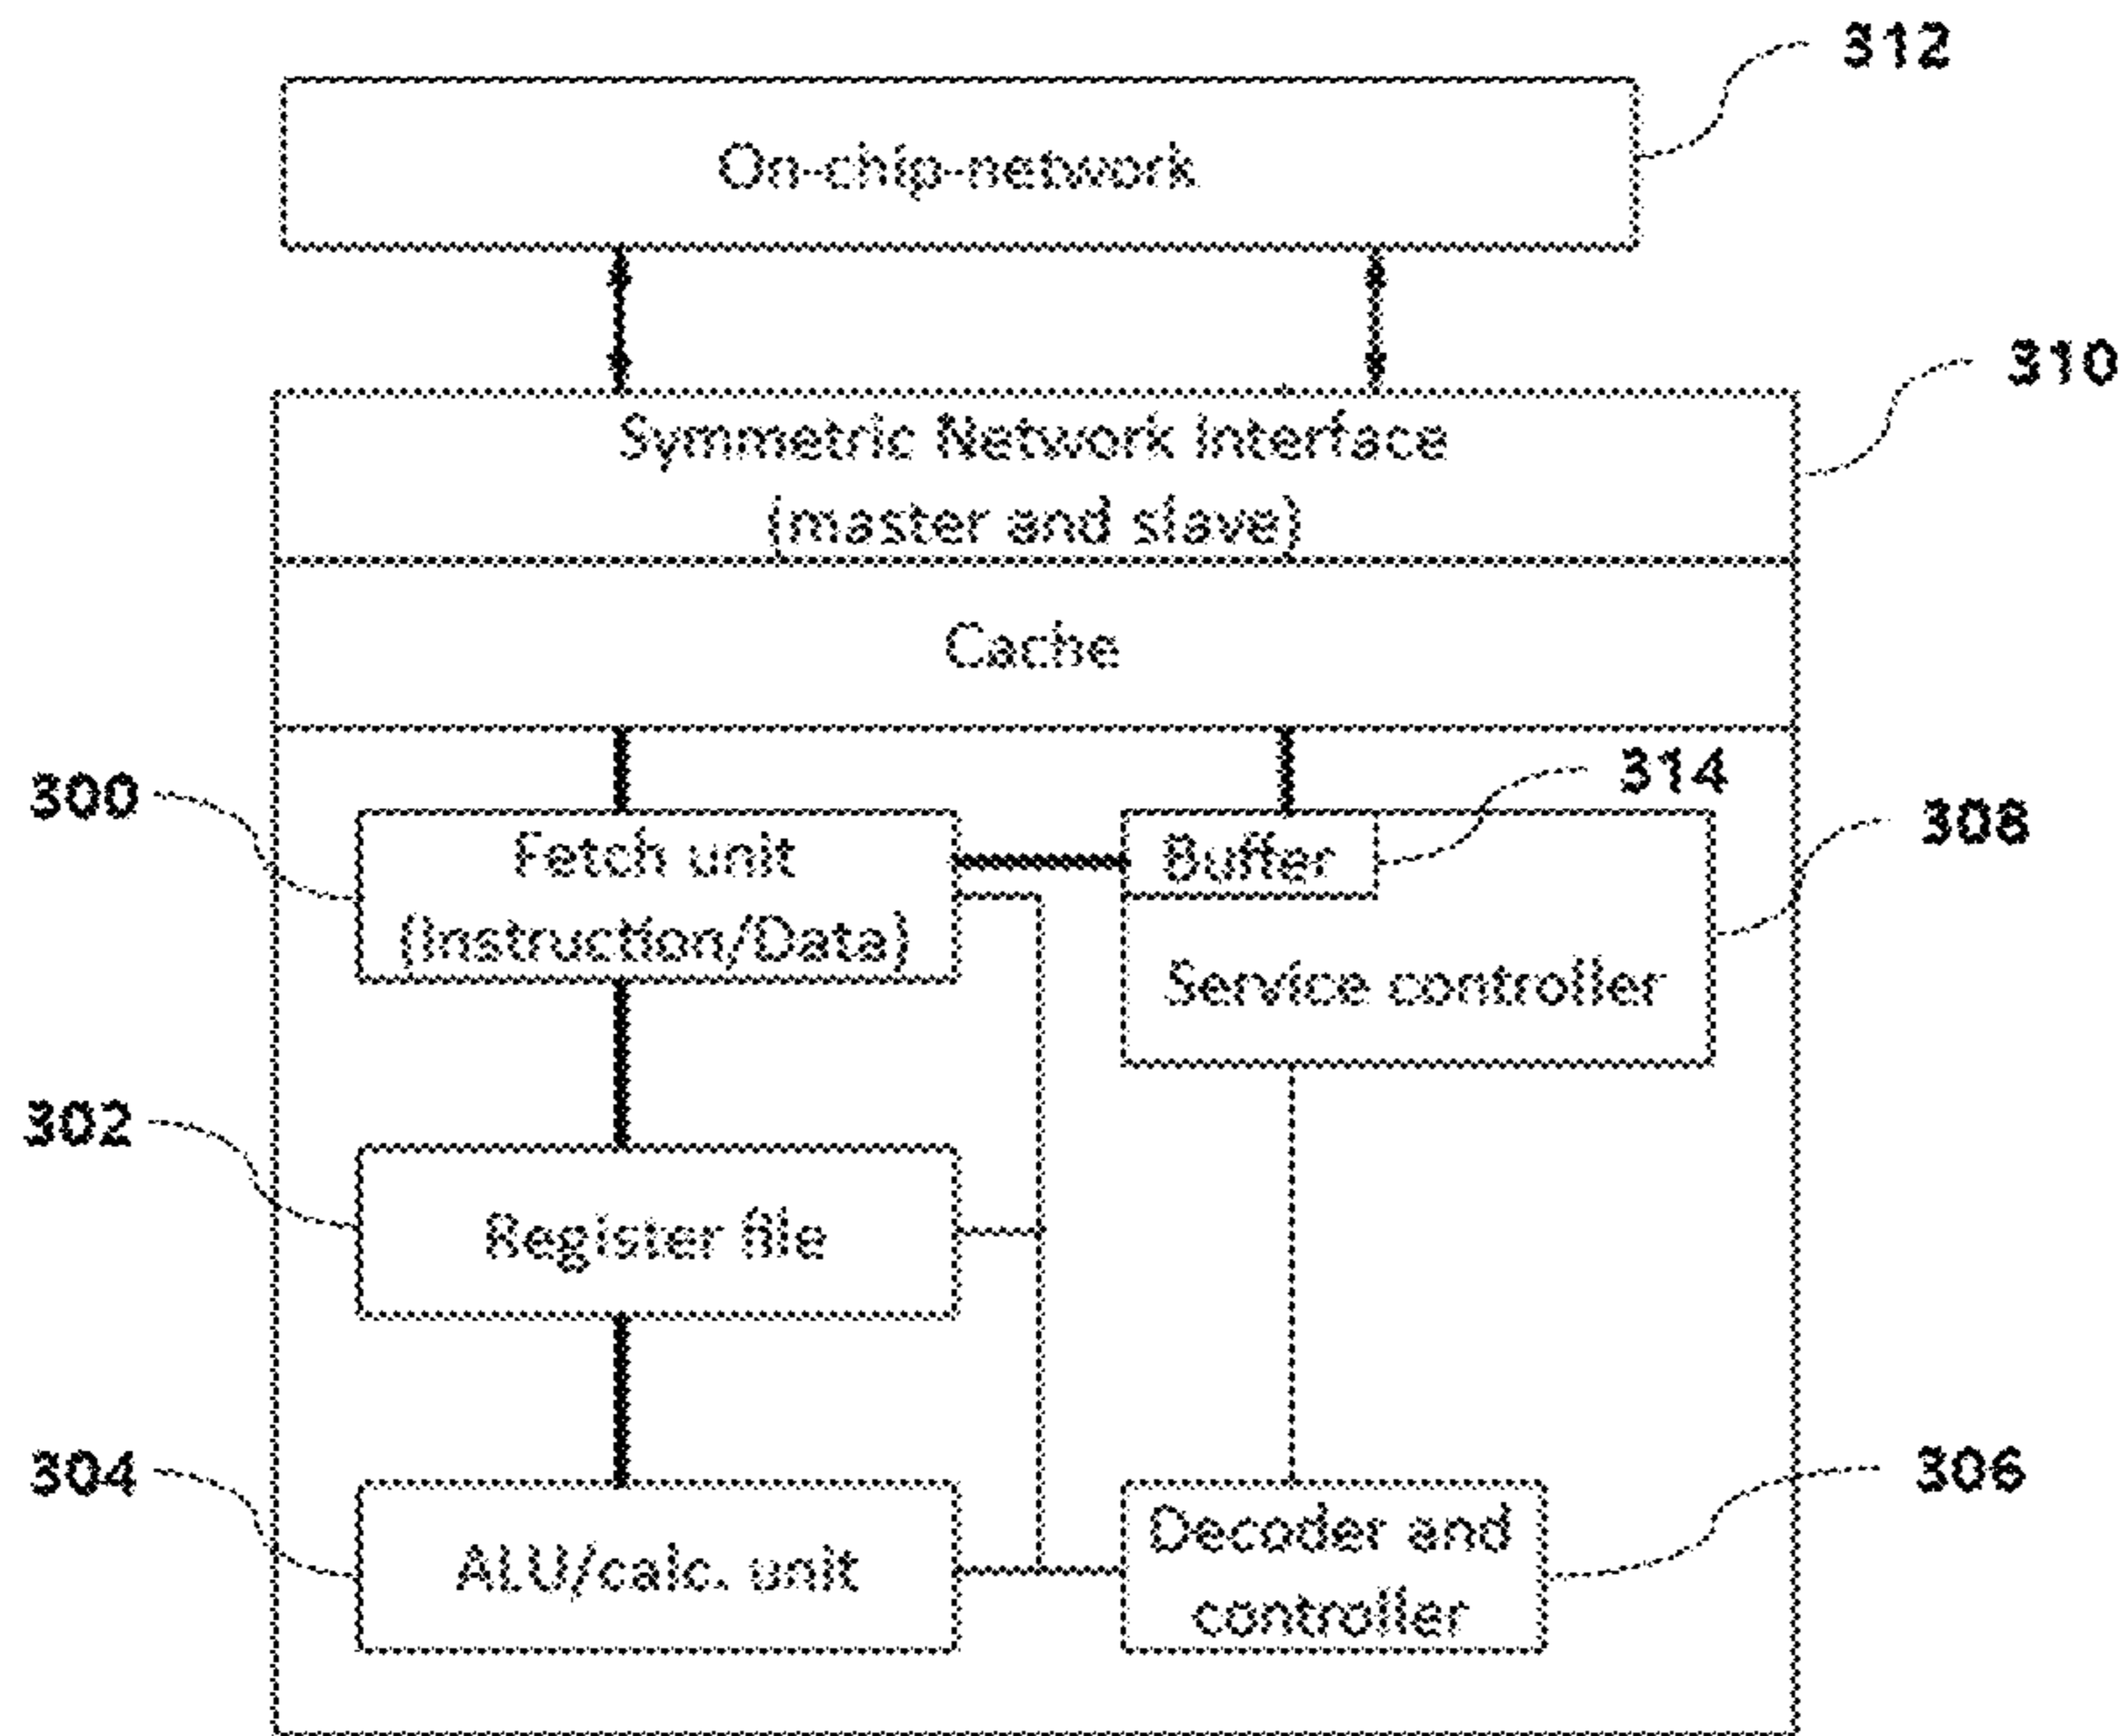 312
On-chip-network
310
Symmetric Network Interface
(master and slave)
Cache
314
300
308
Fetch unit
Buffer
(Instruction/Data)
Service controller
302
Register file
304
306
Decoder and
ALU/calc. unit
controller